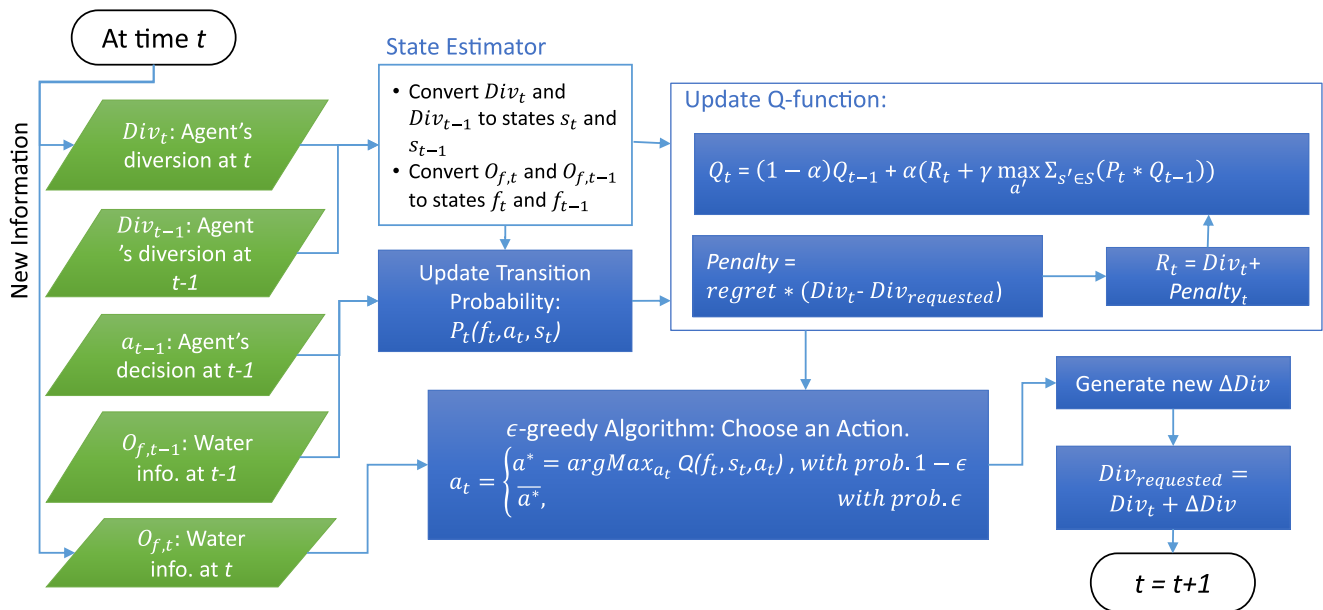 At time t
New Information
Div_t: Agent's
diversion at t
Div_{t−1}: Agent
's diversion at
t-1
a_{t−1}: Agent's
decision at t-1
O_{f,t−1}: Water
info. at t-1
O_{f,t}: Water
info. at t
State Estimator
• Convert Div_t and
Div_{t−1} to states s_t and
s_{t−1}
• Convert O_{f,t} and O_{f,t−1}
to states f_t and f_{t−1}
Update Transition
Probability:
P_t(f_t,a_t,s_t)
Update Q-function:
Q_t = (1 − α)Q_{t−1} + α(R_t + γ max_{a′} Σ_{s′∈S}(P_t * Q_{t−1}))
Penalty =
regret * (Div_t- Div_{requested})
R_t = Div_t+
Penalty_t
ϵ-greedy Algorithm: Choose an Action.
a_t = { a* = argMax_{a_t} Q(f_t,s_t,a_t) , with prob. 1 − ϵ
\overline{a*}, with prob. ϵ
Generate new ΔDiv
Div_{requested} =
Div_t + ΔDiv
t = t+1